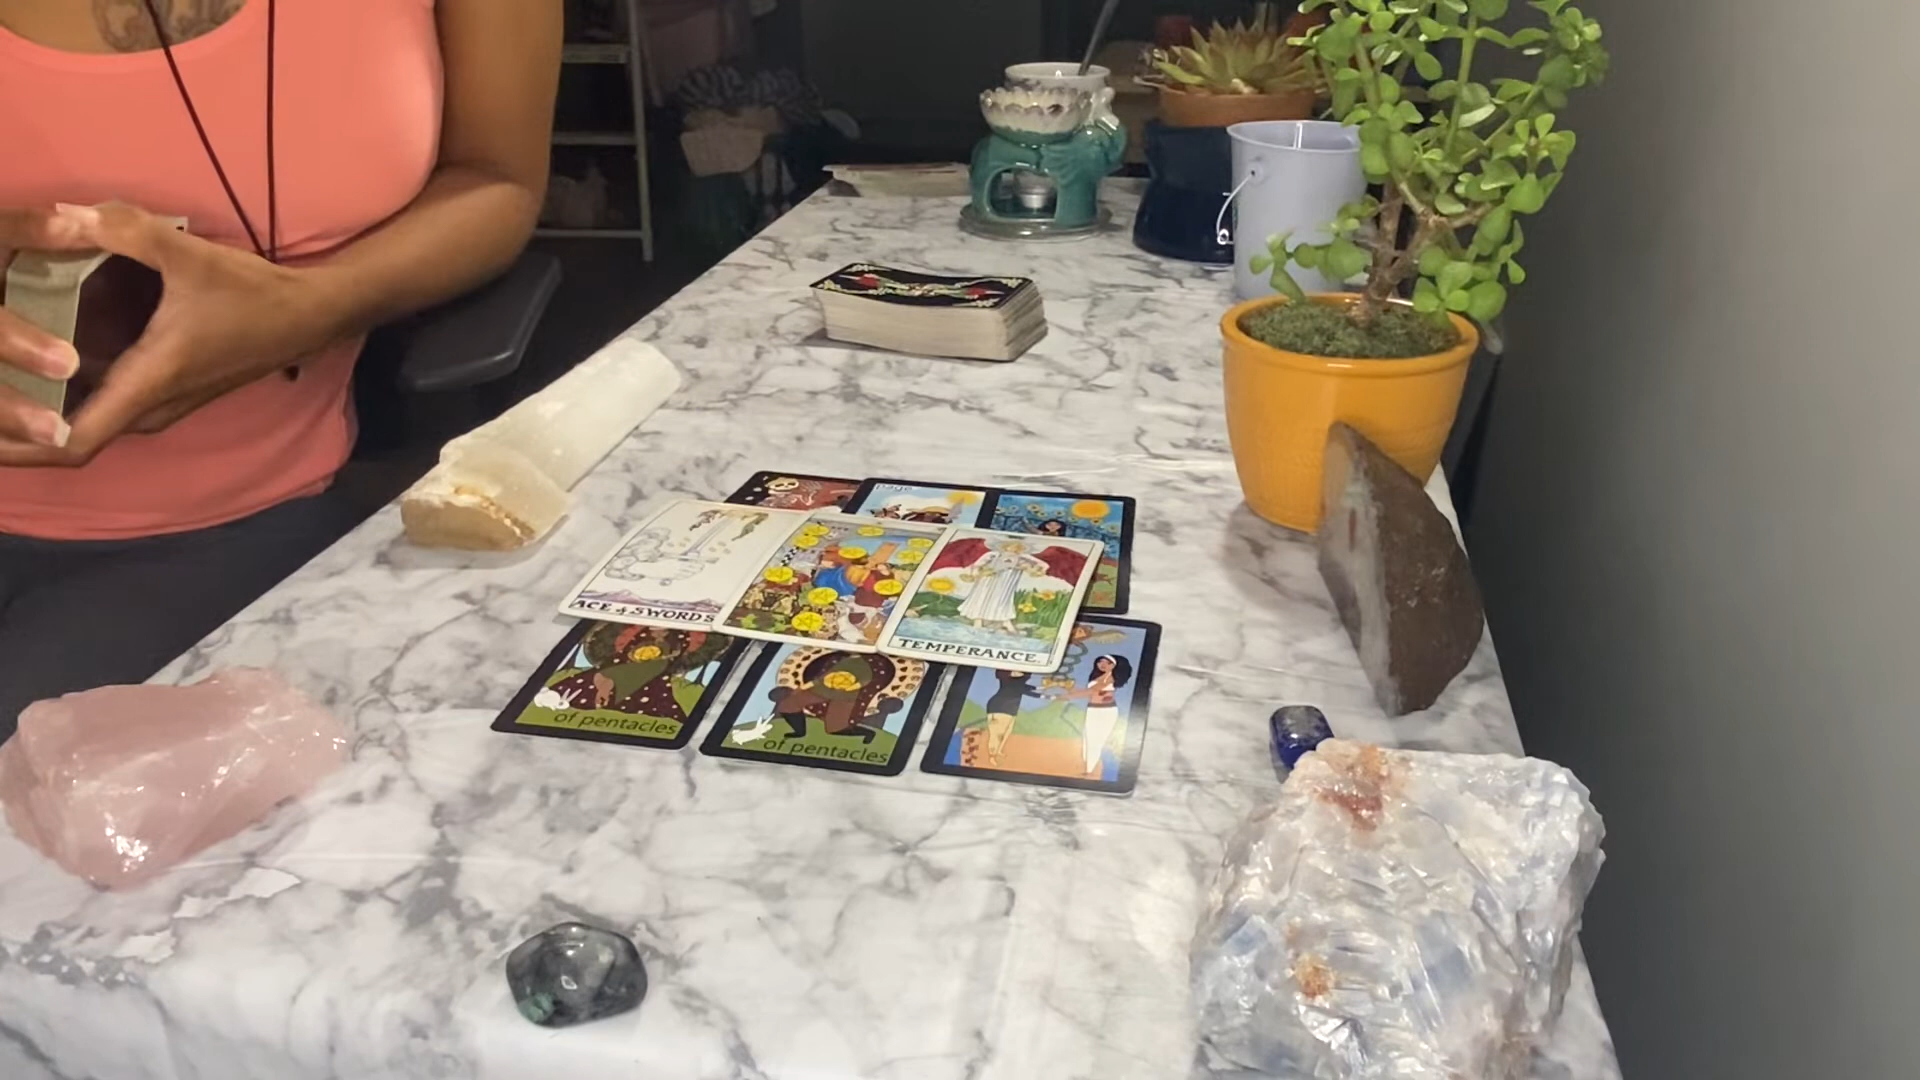 page
ACE of SWORDS
TEMPERANCE.
of pentacles
of pentacles